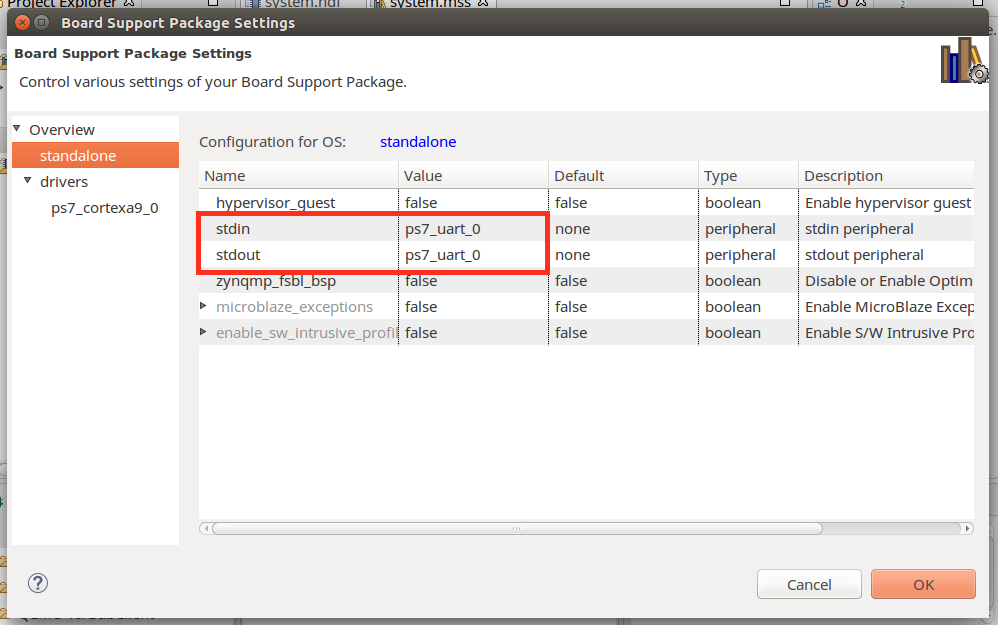 Project Explorer
system.hdf
system.mss
Board Support Package Settings
Board Support Package Settings
Control various settings of your Board Support Package.
Overview
standalone
drivers
ps7_cortexa9_0
Configuration for OS: standalone
Name Value Default Type Description
hypervisor_guest false false boolean Enable hypervisor guest
stdin ps7_uart_0 none peripheral stdin peripheral
stdout ps7_uart_0 none peripheral stdout peripheral
zynqmp_fsbl_bsp false false boolean Disable or Enable Optim
microblaze_exceptions false false boolean Enable MicroBlaze Excep
enable_sw_intrusive_profil false false boolean Enable S/W Intrusive Pro
Cancel OK